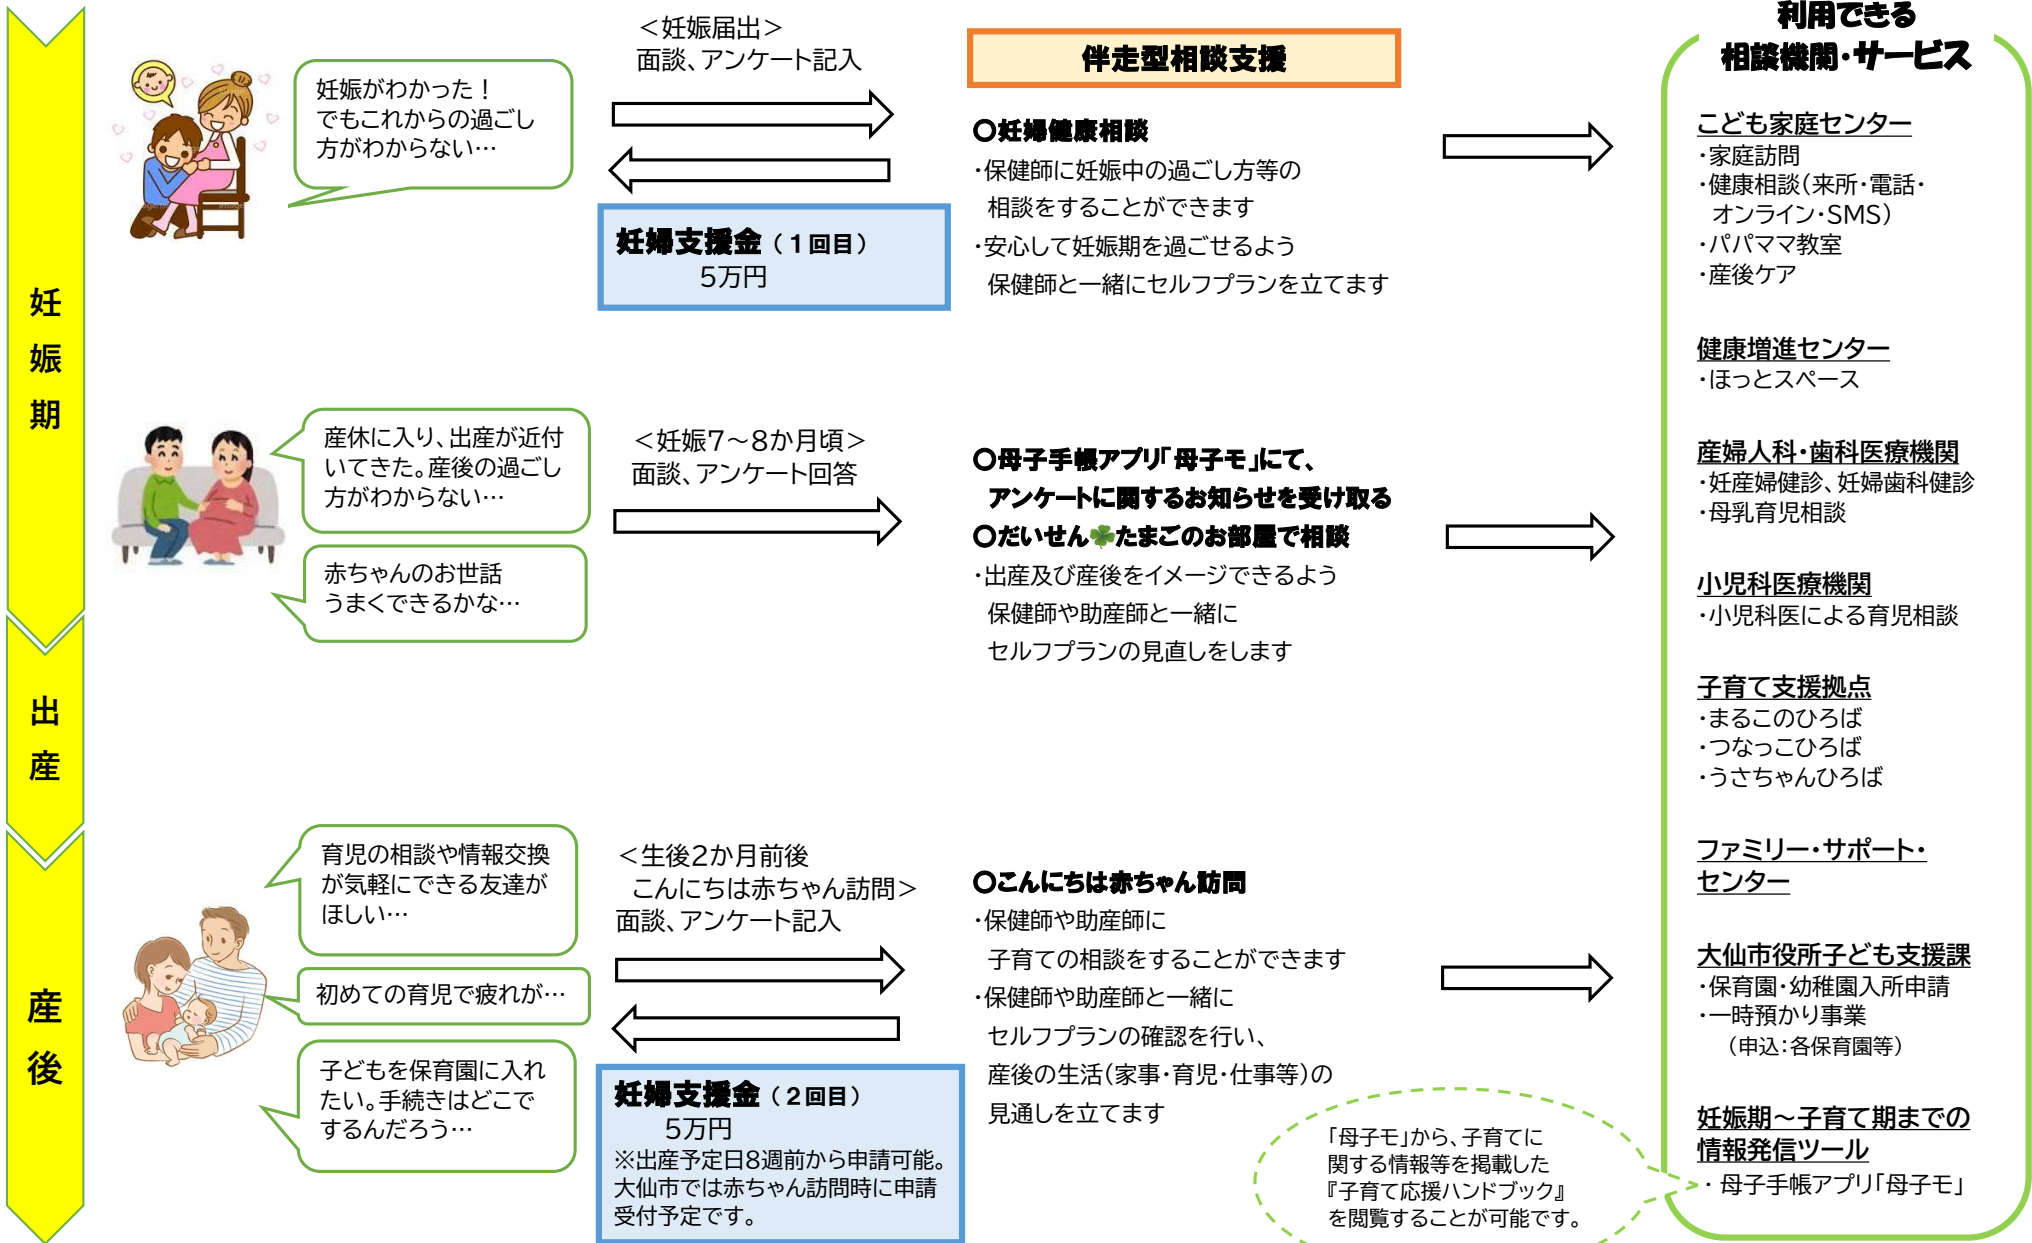 妊娠期
出産
産後
妊娠がわかった!
でもこれからの過ごし
方がわからない…
<妊娠届出>
面談、アンケート記入
妊婦支援金(1回目)
5万円
伴走型相談支援
○妊婦健康相談
・保健師に妊娠中の過ごし方等の
相談をすることができます
・安心して妊娠期を過ごせるよう
保健師と一緒にセルフプランを立てます
産休に入り、出産が近付
いてきた。産後の過ごし
方がわからない…
赤ちゃんのお世話
うまくできるかな…
<妊娠7~8か月頃>
面談、アンケート回答
○母子手帳アプリ「母子モ」にて、
アンケートに関するお知らせを受け取る
○だいせん🍀たまごのお部屋で相談
・出産及び産後をイメージできるよう
保健師や助産師と一緒に
セルフプランの見直しをします
育児の相談や情報交換
が気軽にできる友達が
ほしい…
初めての育児で疲れが…
子どもを保育園に入れ
たい。手続きはどこで
するんだろう…
<生後2か月前後
こんにちは赤ちゃん訪問>
面談、アンケート記入
妊婦支援金(2回目)
5万円
※出産予定日8週前から申請可能。
大仙市では赤ちゃん訪問時に申請
受付予定です。
○こんにちは赤ちゃん訪問
・保健師や助産師に
子育ての相談をすることができます
・保健師や助産師と一緒に
セルフプランの確認を行い、
産後の生活(家事・育児・仕事等)の
見通しを立てます
利用できる
相談機関・サービス
こども家庭センター
・家庭訪問
・健康相談(来所・電話・
オンライン・SMS)
・パパママ教室
・産後ケア
健康増進センター
・ほっとスペース
産婦人科・歯科医療機関
・妊産婦健診、妊婦歯科健診
・母乳育児相談
小児科医療機関
・小児科医による育児相談
子育て支援拠点
・まるこのひろば
・つなっこひろば
・うさちゃんひろば
ファミリー・サポート・
センター
大仙市役所子ども支援課
・保育園・幼稚園入所申請
・一時預かり事業
(申込:各保育園等)
妊娠期~子育て期までの
情報発信ツール
・母子手帳アプリ「母子モ」
「母子モ」から、子育てに
関する情報等を掲載した
『子育て応援ハンドブック』
を閲覧することが可能です。